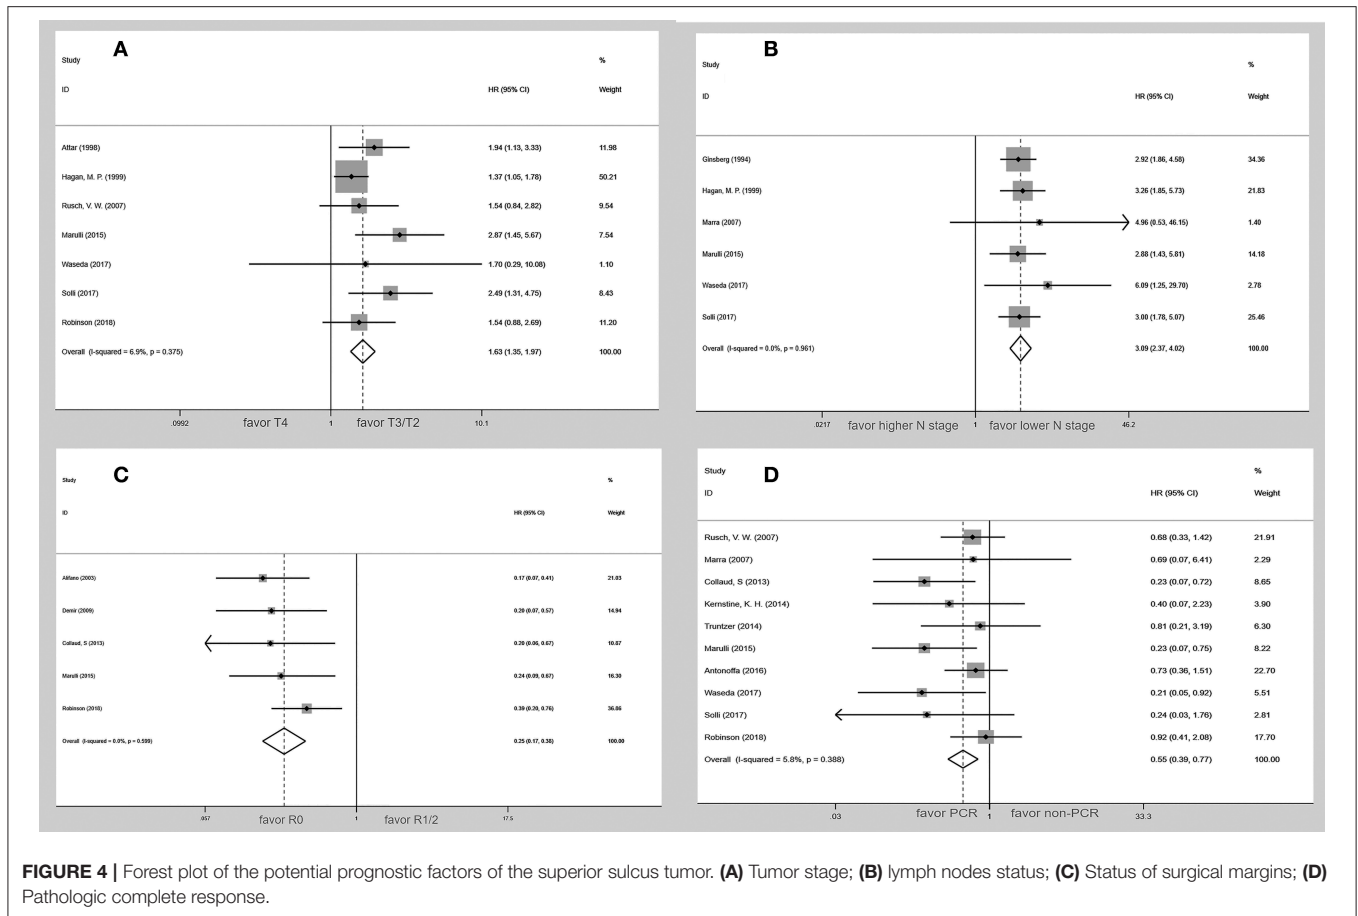 A
Study %
ID HR (95% CI) Weight
Attar (1998) 1.94 (1.13, 3.33) 11.98
Hagan, M. P. (1999) 1.37 (1.05, 1.78) 50.21
Rusch, V. W. (2007) 1.54 (0.84, 2.82) 9.54
Marulli (2015) 2.87 (1.45, 5.67) 7.54
Waseda (2017) 1.70 (0.29, 10.08) 1.10
Solli (2017) 2.49 (1.31, 4.75) 8.43
Robinson (2018) 1.54 (0.88, 2.69) 11.20
Overall (I-squared = 6.9%, p = 0.375) 1.63 (1.35, 1.97) 100.00
.0992 favor T4 1 favor T3/T2 10.1
B
Study %
ID HR (95% CI) Weight
Ginsberg (1994) 2.92 (1.86, 4.58) 34.36
Hagan, M. P. (1999) 3.26 (1.85, 5.73) 21.83
Marra (2007) 4.96 (0.53, 46.15) 1.40
Marulli (2015) 2.88 (1.43, 5.81) 14.18
Waseda (2017) 6.09 (1.25, 29.70) 2.78
Solli (2017) 3.00 (1.78, 5.07) 25.46
Overall (I-squared = 0.0%, p = 0.961) 3.09 (2.37, 4.02) 100.00
.0217 favor higher N stage 1 favor lower N stage 46.2
C
Study %
ID HR (95% CI) Weight
Alifano (2003) 0.17 (0.07, 0.41) 21.03
Demir (2009) 0.20 (0.07, 0.57) 14.94
Collaud, S (2013) 0.20 (0.06, 0.67) 10.87
Marulli (2015) 0.24 (0.09, 0.67) 16.30
Robinson (2018) 0.39 (0.20, 0.76) 36.86
Overall (I-squared = 0.0%, p = 0.599) 0.25 (0.17, 0.38) 100.00
.057 favor R0 1 favor R1/2 17.5
D
Study %
ID HR (95% CI) Weight
Rusch, V. W. (2007) 0.68 (0.33, 1.42) 21.91
Marra (2007) 0.69 (0.07, 6.41) 2.29
Collaud, S (2013) 0.23 (0.07, 0.72) 8.65
Kernstine, K. H. (2014) 0.40 (0.07, 2.23) 3.90
Truntzer (2014) 0.81 (0.21, 3.19) 6.30
Marulli (2015) 0.23 (0.07, 0.75) 8.22
Antonoffa (2016) 0.73 (0.36, 1.51) 22.70
Waseda (2017) 0.21 (0.05, 0.92) 5.51
Solli (2017) 0.24 (0.03, 1.76) 2.81
Robinson (2018) 0.92 (0.41, 2.08) 17.70
Overall (I-squared = 5.8%, p = 0.388) 0.55 (0.39, 0.77) 100.00
.03 favor PCR 1 favor non-PCR 33.3
FIGURE 4 | Forest plot of the potential prognostic factors of the superior sulcus tumor. (A) Tumor stage; (B) lymph nodes status; (C) Status of surgical margins; (D)
Pathologic complete response.